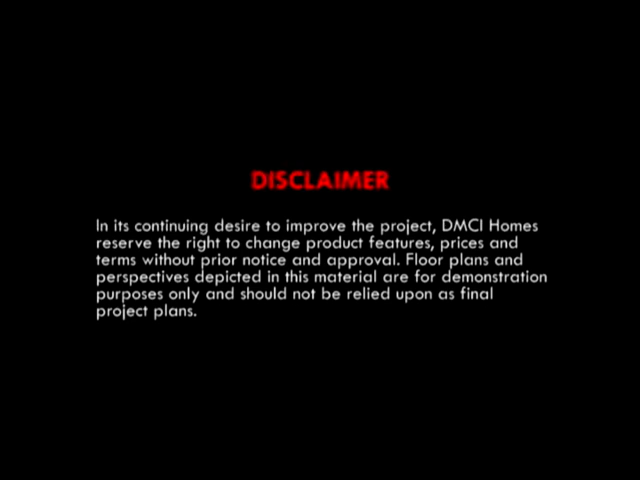 DISCLAIMER
In its continuing desire to improve the project, DMCI Homes
reserve the right to change product features, prices and
terms without prior notice and approval. Floor plans and
perspectives depicted in this material are for demonstration
purposes only and should not be relied upon as final
project plans.